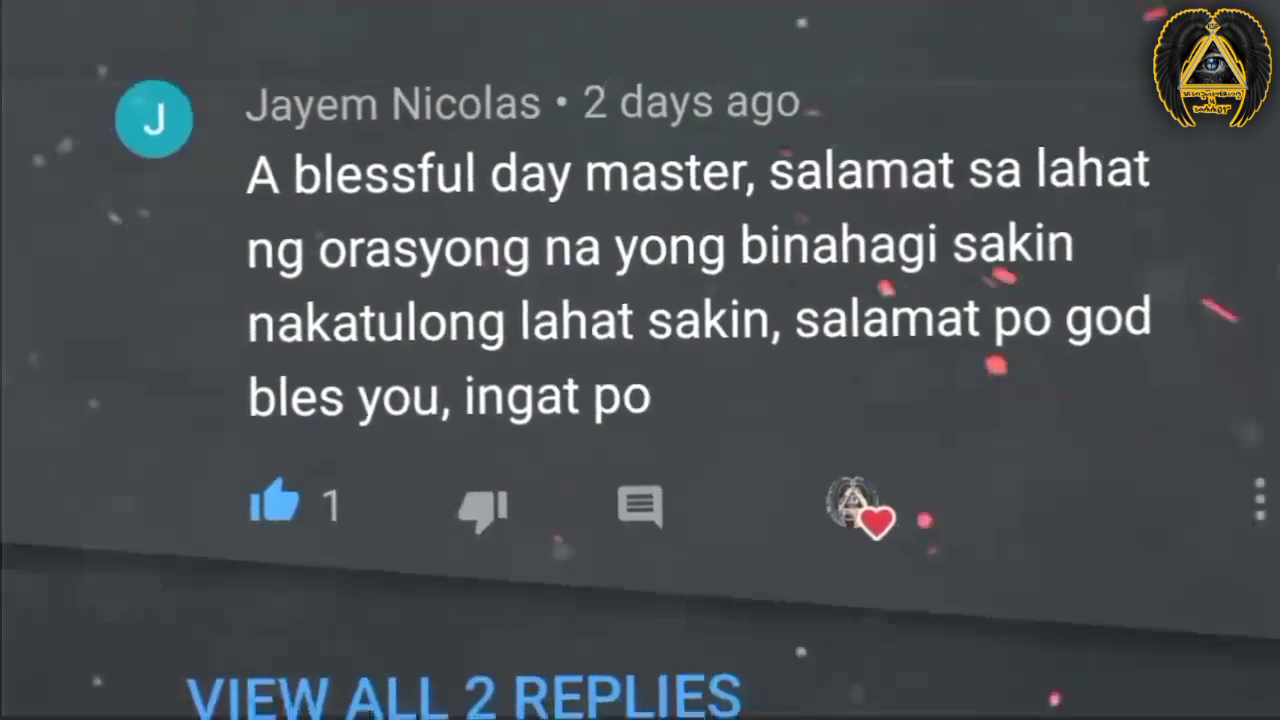 J
Jayem Nicolas • 2 days ago
A blessful day master, salamat sa lahat
ng orasyong na yong binahagi sakin
nakatulong lahat sakin, salamat po god
bles you, ingat po
1
VIEW ALL 2 REPLIES